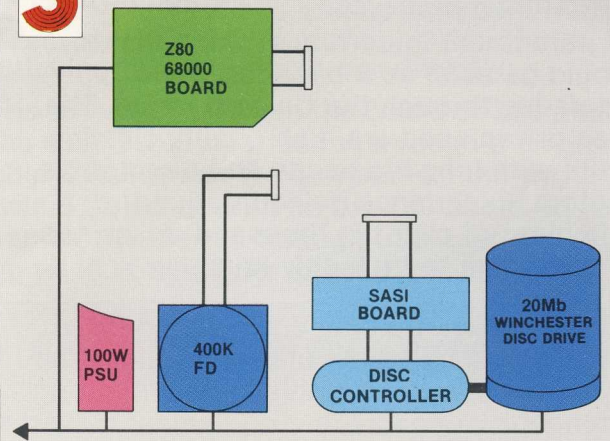 Z80
68000
BOARD
SASI
BOARD
20Mb
WINCHESTER
DISC DRIVE
100W
PSU
400K
FD
DISC
CONTROLLER